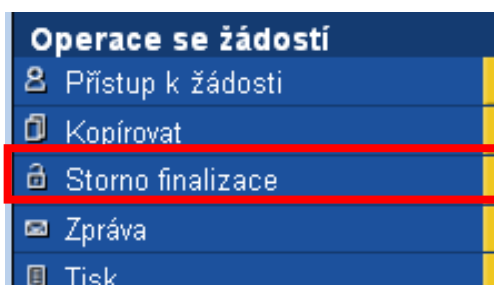 Operace se žádostí
Přístup k žádosti
Kopírovat
Storno finalizace
Zpráva
Tisk